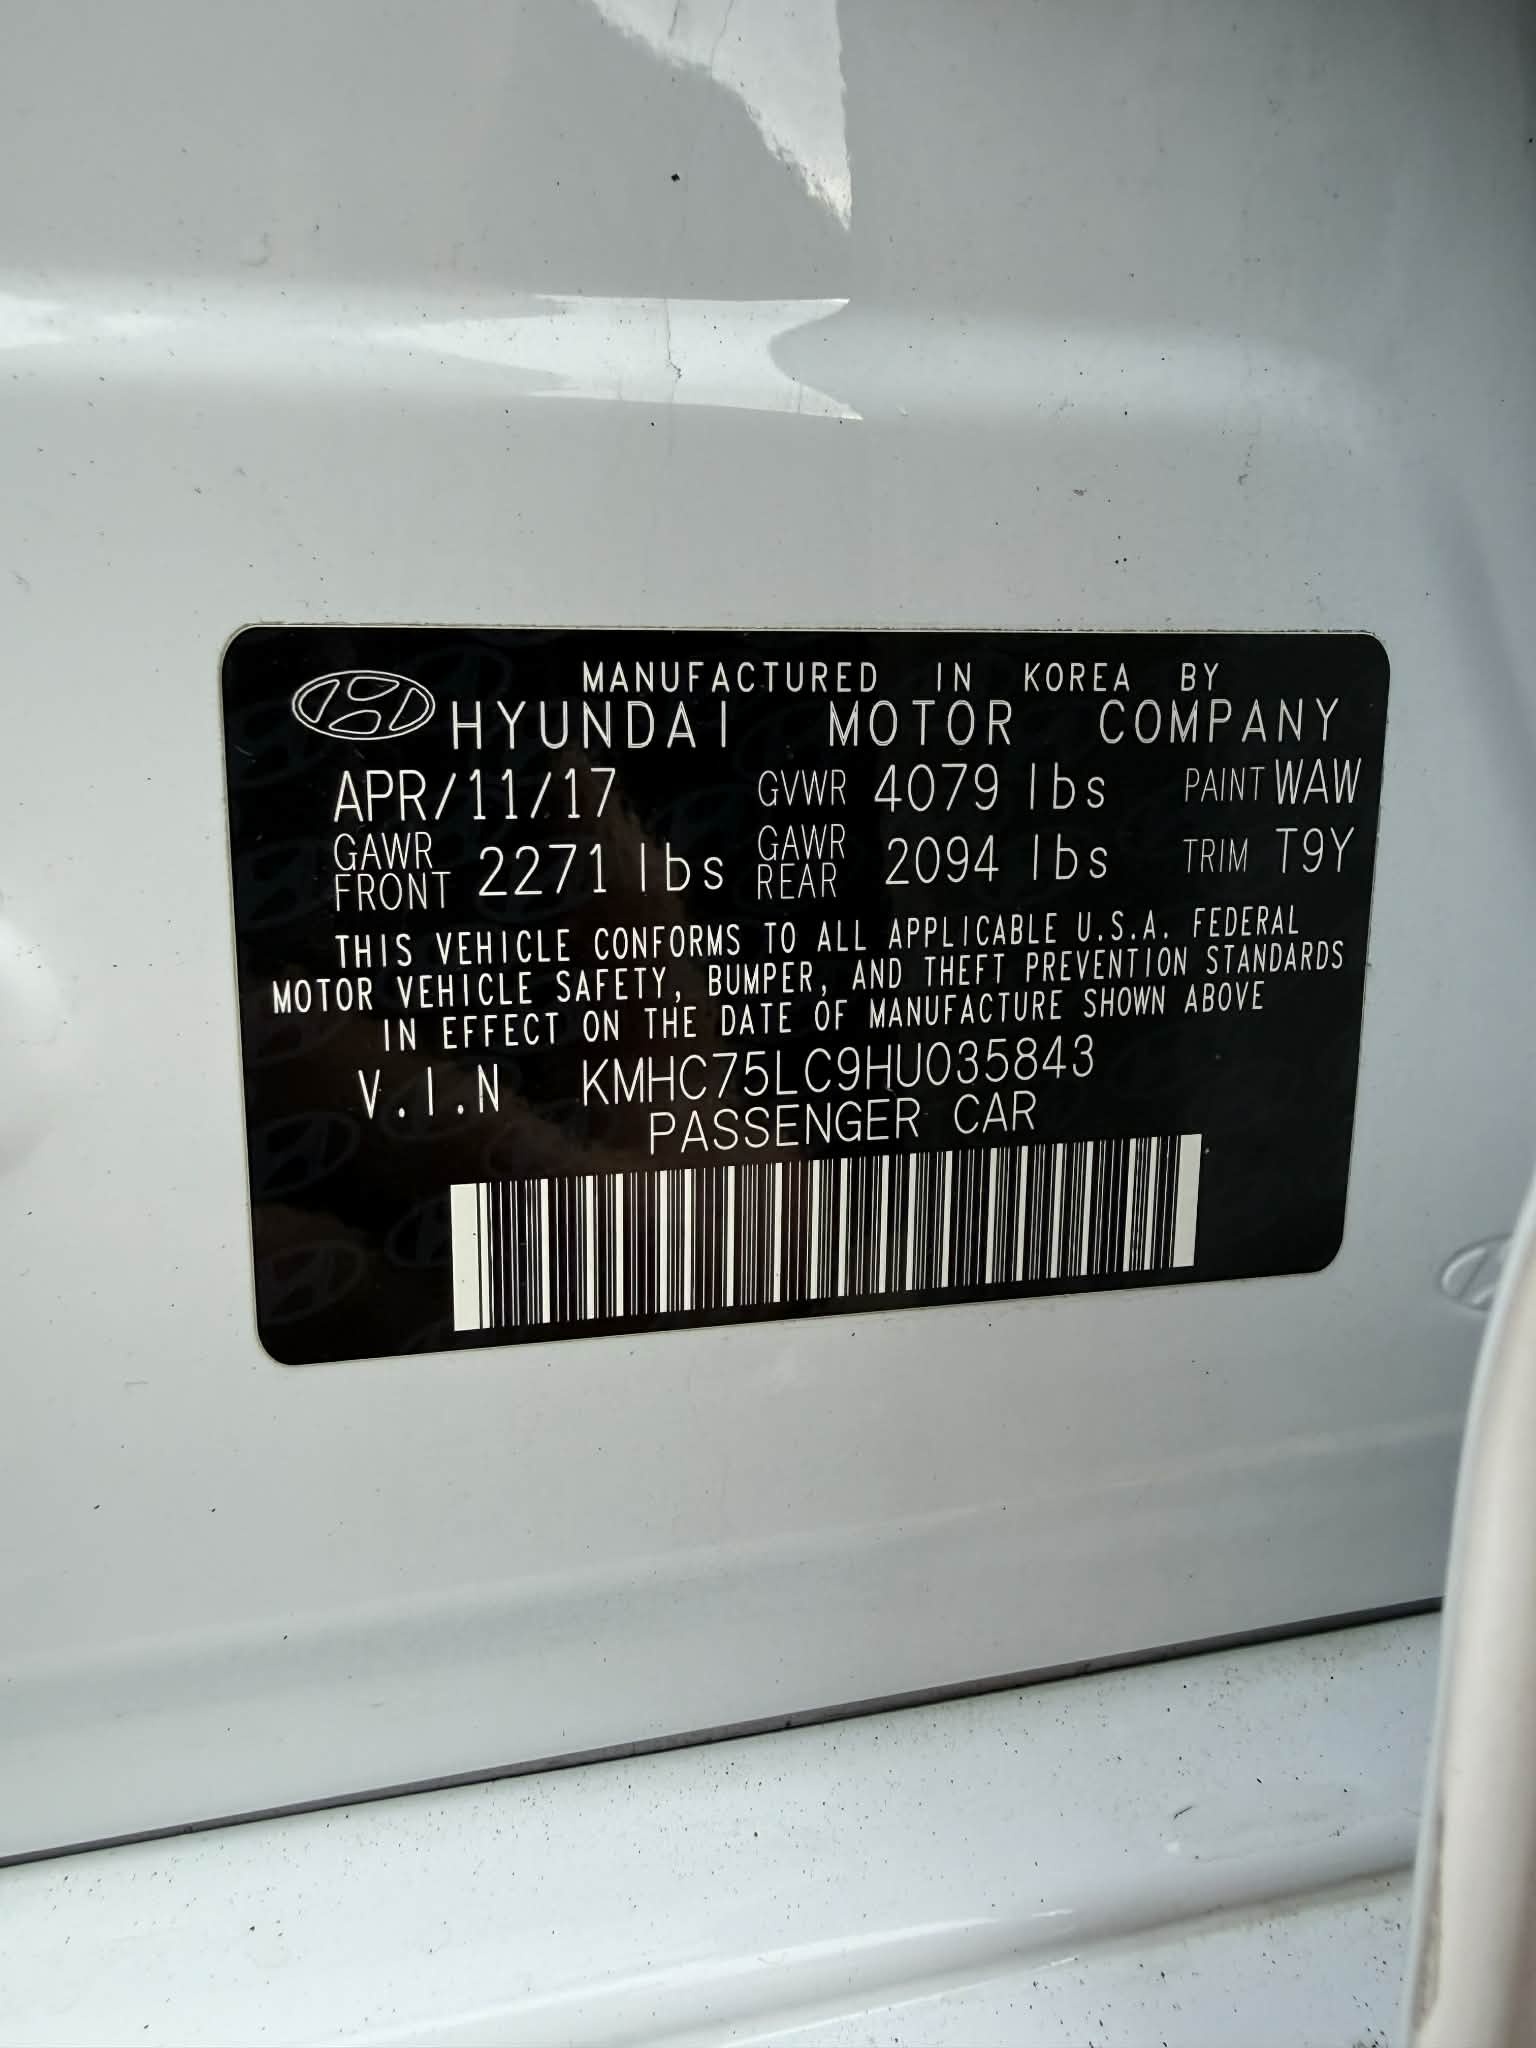 MANUFACTURED IN KOREA BY
HYUNDAI MOTOR COMPANY
APR/11/17 GVWR 4079 lbs PAINT WAW
GAWR FRONT 2271 lbs GAWR REAR 2094 lbs TRIM T9Y
THIS VEHICLE CONFORMS TO ALL APPLICABLE U.S.A. FEDERAL
MOTOR VEHICLE SAFETY, BUMPER, AND THEFT PREVENTION STANDARDS
IN EFFECT ON THE DATE OF MANUFACTURE SHOWN ABOVE
V.I.N KMHC75LC9HU035843
PASSENGER CAR